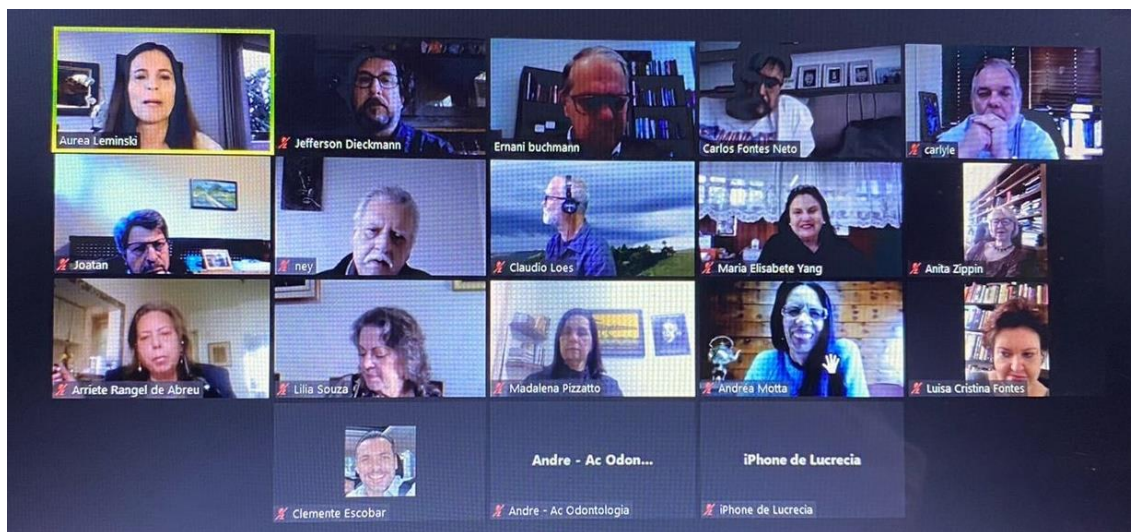 Aurea Leminski
Jefferson Dieckmann
Ernani buchmann
Carlos Fontes Neto
carlyle
Joatan
ney
Claudio Loes
Maria Elisabete Yang
Anita Zippin
Arriete Rangel de Abreu
Lilia Souza
Madalena Pizzatto
Andréa Motta
Luisa Cristina Fontes
Clemente Escobar
Andre - Ac Odon...
Andre - Ac Odontologia
iPhone de Lucrecia
iPhone de Lucrecia